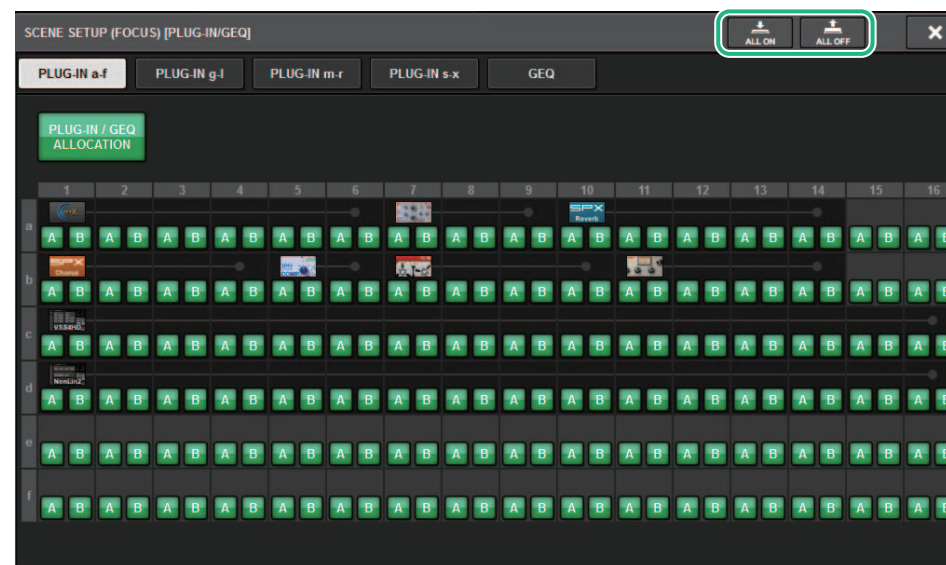 SCENE SETUP (FOCUS) [PLUG-IN/GEQ] ALL ON ALL OFF ×
PLUG-IN a-f PLUG-IN g-l PLUG-IN m-r PLUG-IN s-x GEQ
PLUG-IN / GEQ
ALLOCATION
1 2 3 4 5 6 7 8 9 10 11 12 13 14 15 16
SPX
Reverb
a A B A B A B A B A B A B A B A B A B A B A B A B A B A B A B A
SPX
Chorus
b A B A B A B A B A B A B A B A B A B A B A B A B A B A B A B A
VSS4HD
c A B A B A B A B A B A B A B A B A B A B A B A B A B A B A B A
NonLin2
d A B A B A B A B A B A B A B A B A B A B A B A B A B A B A B A
e A B A B A B A B A B A B A B A B A B A B A B A B A B A B A B A
f A B A B A B A B A B A B A B A B A B A B A B A B A B A B A B A